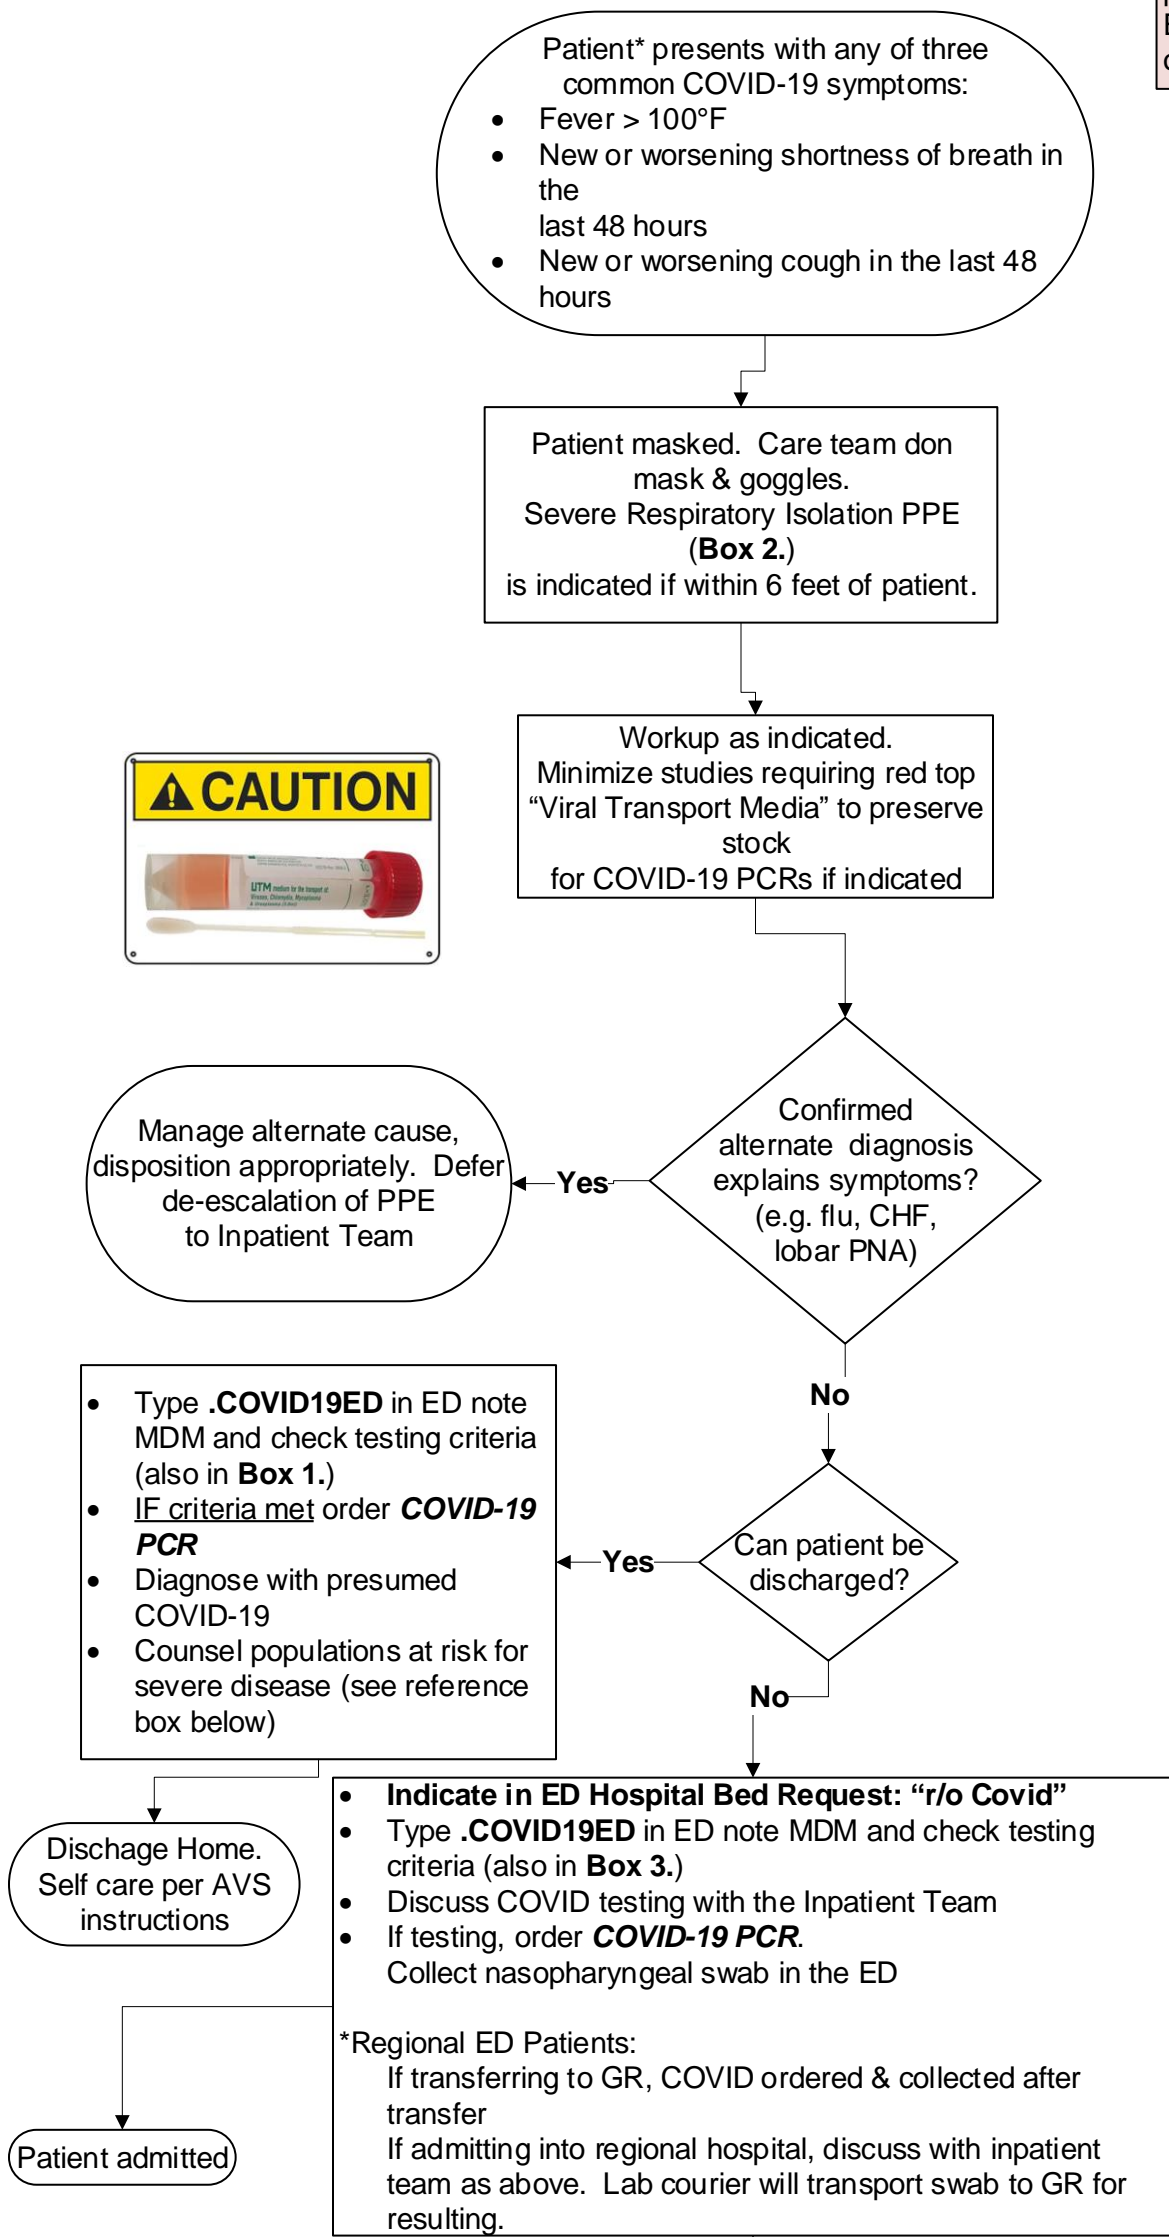 Patient* presents with any of three
common COVID-19 symptoms:
• Fever > 100°F
• New or worsening shortness of breath in
the
last 48 hours
• New or worsening cough in the last 48
hours
Patient masked. Care team don
mask & goggles.
Severe Respiratory Isolation PPE
(Box 2.)
is indicated if within 6 feet of patient.
Workup as indicated.
Minimize studies requiring red top
“Viral Transport Media” to preserve
stock
for COVID-19 PCRs if indicated
CAUTION
UTM medium for the transport of:
Viruses, Chlamydia, Mycoplasma
Confirmed
alternate diagnosis
explains symptoms?
(e.g. flu, CHF,
lobar PNA)
Yes
Manage alternate cause,
disposition appropriately. Defer
de-escalation of PPE
to Inpatient Team
No
Can patient be
discharged?
Yes
• Type .COVID19ED in ED note
MDM and check testing criteria
(also in Box 1.)
• IF criteria met order COVID-19
PCR
• Diagnose with presumed
COVID-19
• Counsel populations at risk for
severe disease (see reference
box below)
Dischage Home.
Self care per AVS
instructions
No
• Indicate in ED Hospital Bed Request: “r/o Covid”
• Type .COVID19ED in ED note MDM and check testing
criteria (also in Box 3.)
• Discuss COVID testing with the Inpatient Team
• If testing, order COVID-19 PCR.
Collect nasopharyngeal swab in the ED
*Regional ED Patients:
If transferring to GR, COVID ordered & collected after
transfer
If admitting into regional hospital, discuss with inpatient
team as above. Lab courier will transport swab to GR for
resulting.
Patient admitted